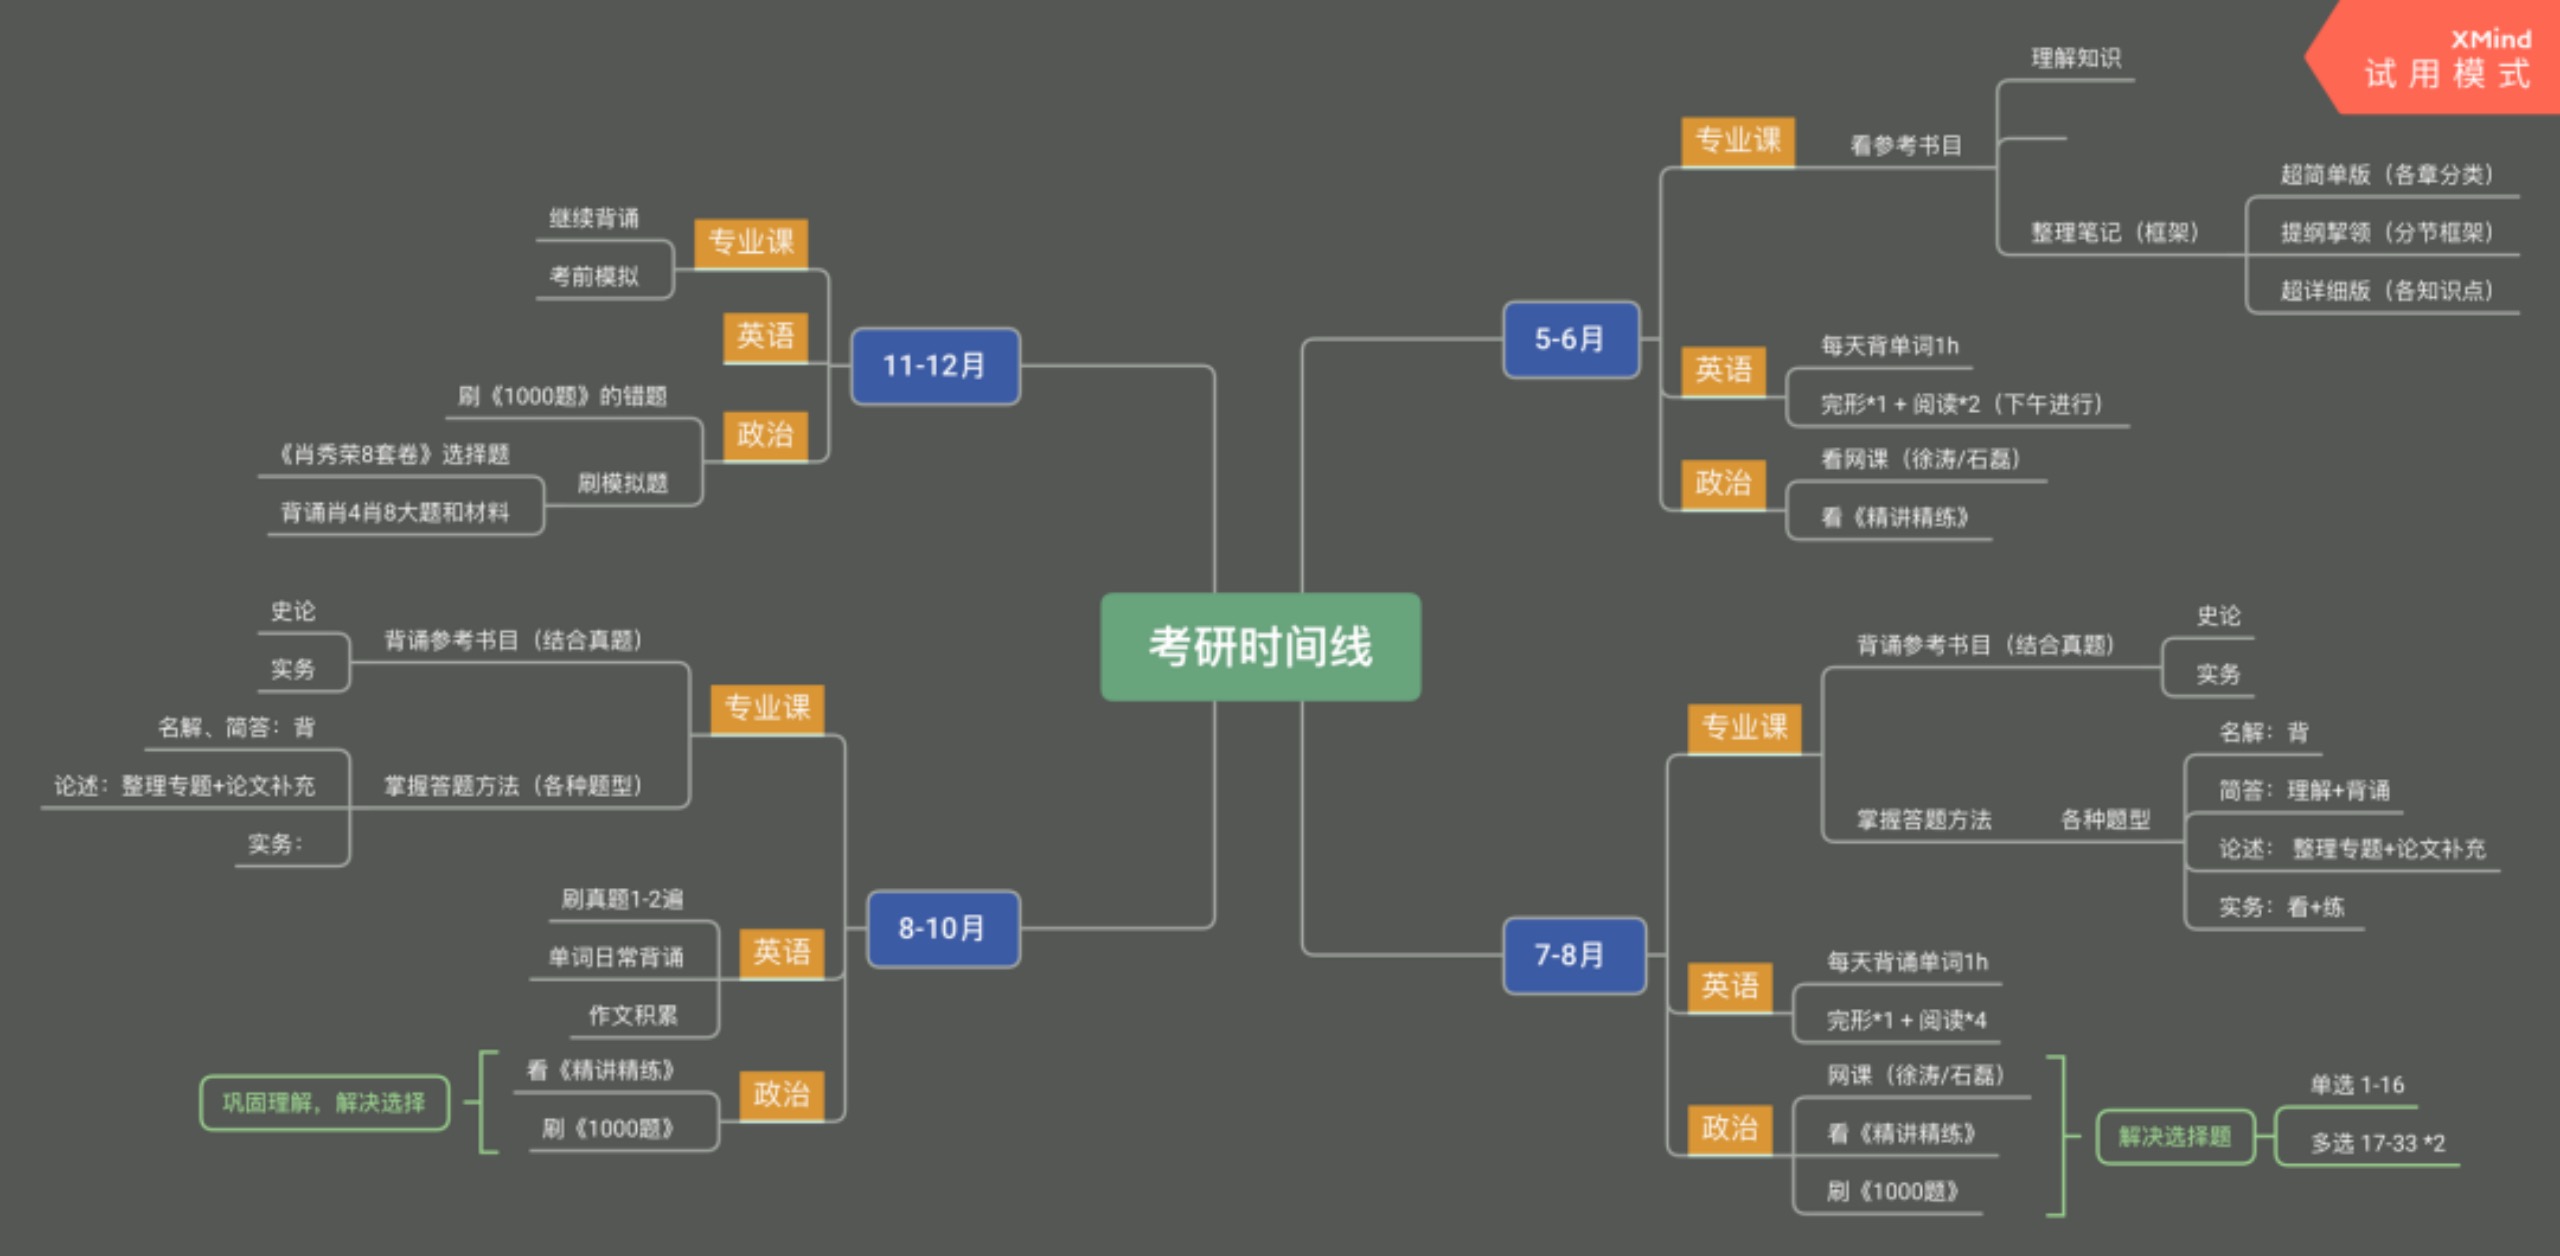 XMind
试用模式
考研时间线
5-6月
专业课
看参考书目
理解知识
整理笔记（框架）
超简单版（各章分类）
提纲挈领（分节框架）
超详细版（各知识点）
英语
每天背单词1h
完形*1 + 阅读*2（下午进行）
政治
看网课（徐涛/石磊）
看《精讲精练》
7-8月
专业课
背诵参考书目（结合真题）
史论
实务
掌握答题方法
各种题型
名解：背
简答：理解+背诵
论述： 整理专题+论文补充
实务：看+练
英语
每天背诵单词1h
完形*1 + 阅读*4
政治
网课（徐涛/石磊）
看《精讲精练》
刷《1000题》
解决选择题
单选 1-16
多选 17-33 *2
8-10月
专业课
背诵参考书目（结合真题）
史论
实务
掌握答题方法（各种题型）
名解、简答：背
论述：整理专题+论文补充
实务：
英语
刷真题1-2遍
单词日常背诵
作文积累
政治
看《精讲精练》
刷《1000题》
巩固理解，解决选择
11-12月
专业课
继续背诵
考前模拟
英语
政治
刷《1000题》的错题
刷模拟题
《肖秀荣8套卷》选择题
背诵肖4肖8大题和材料